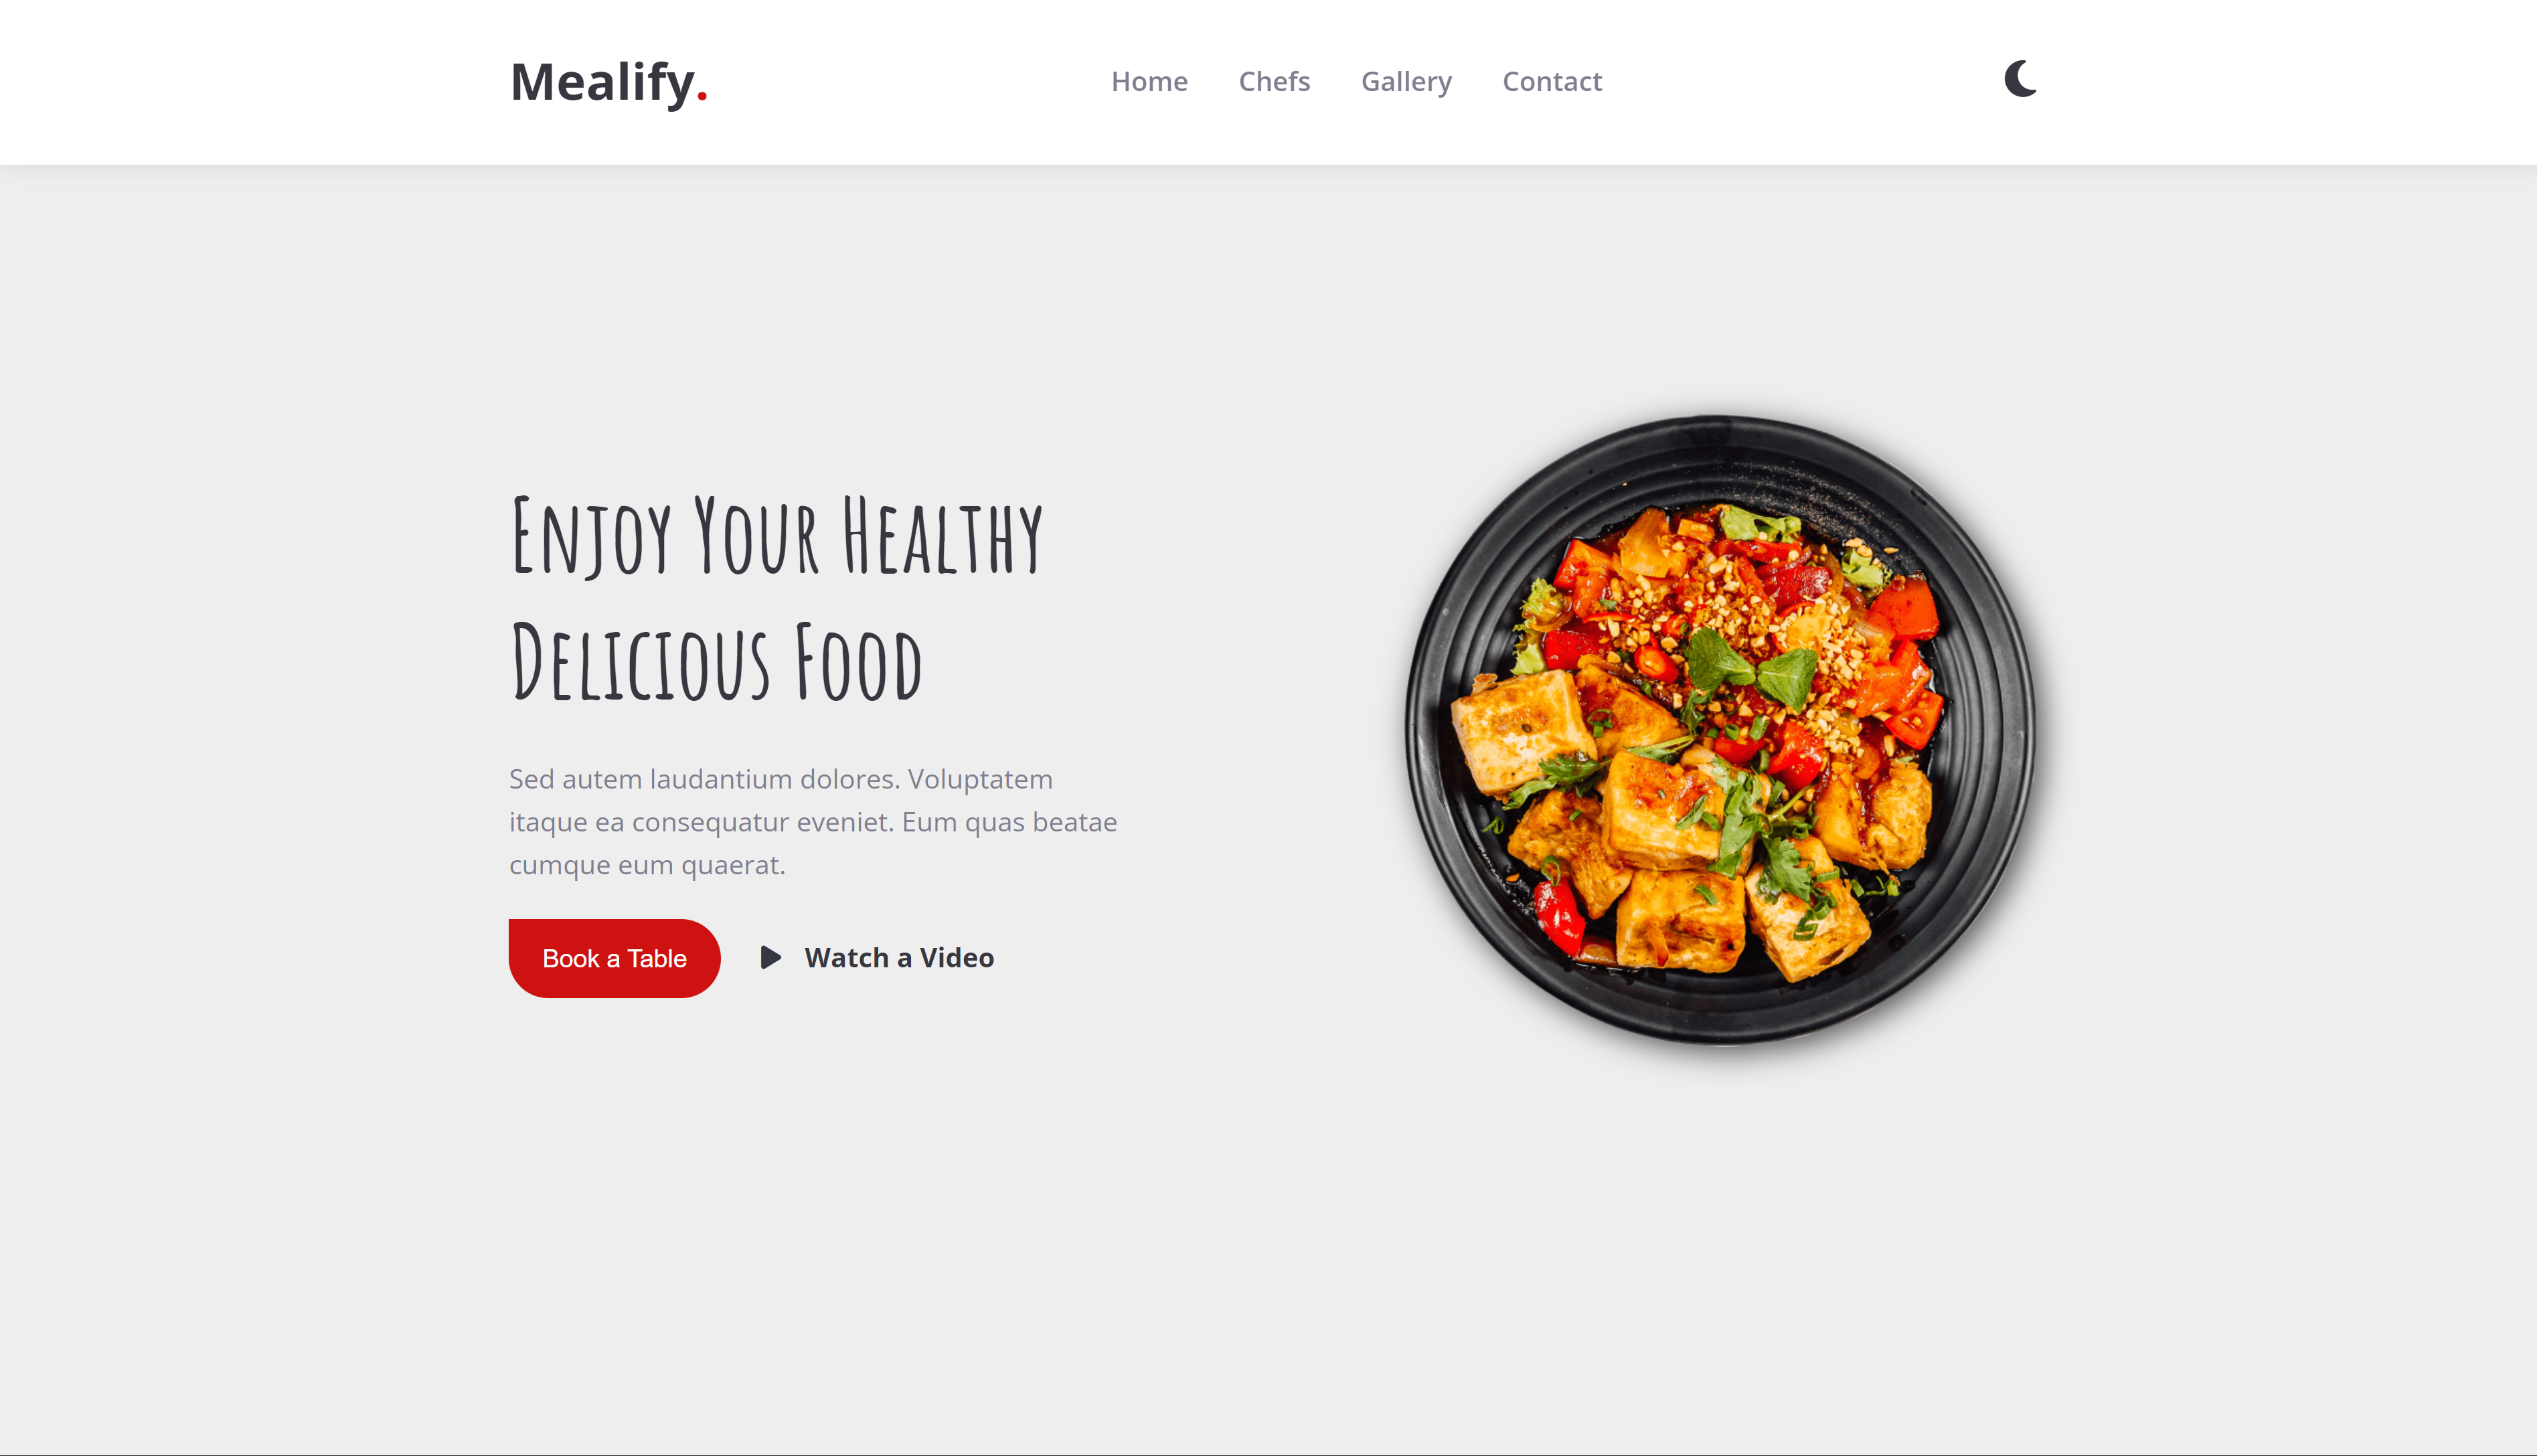 Mealify.
Home Chefs Gallery Contact
Enjoy Your Healthy
Delicious Food
Sed autem laudantium dolores. Voluptatem
itaque ea consequatur eveniet. Eum quas beatae
cumque eum quaerat.
Book a Table
Watch a Video